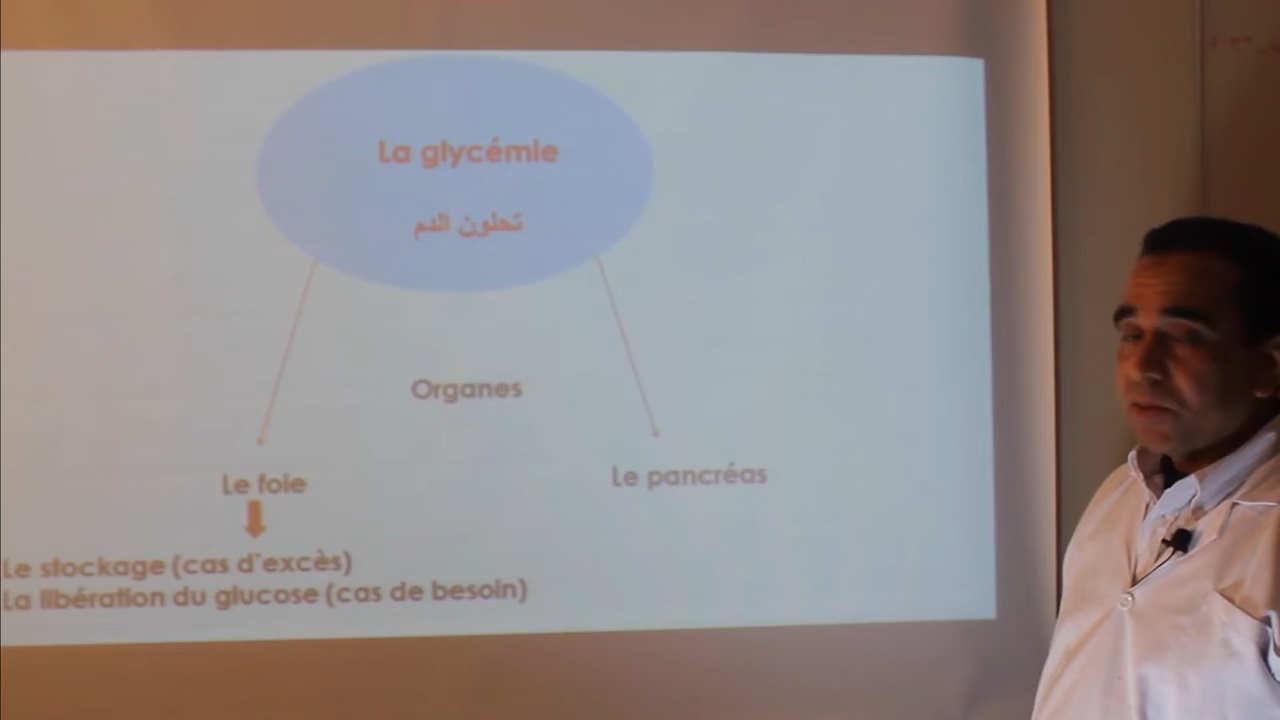 La glycémie
تحلون الدم
Organes
Le foie
Le pancréas
Le stockage (cas d'excès)
La libération du glucose (cas de besoin)